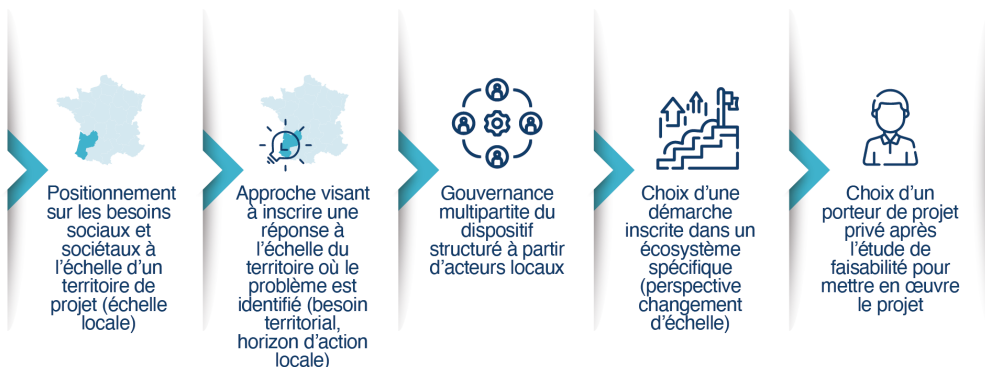 Positionnement
sur les besoins
sociaux et
sociétaux à
l’échelle d’un
territoire de
projet (échelle
locale)
Approche visant
à inscrire une
réponse à
l’échelle du
territoire où le
problème est
identifié (besoin
territorial,
horizon d’action
locale)
Gouvernance
multipartite du
dispositif
structuré à partir
d’acteurs locaux
Choix d’une
démarche
inscrite dans un
écosystème
spécifique
(perspective
changement
d’échelle)
Choix d’un
porteur de projet
privé après
l’étude de
faisabilité pour
mettre en œuvre
le projet